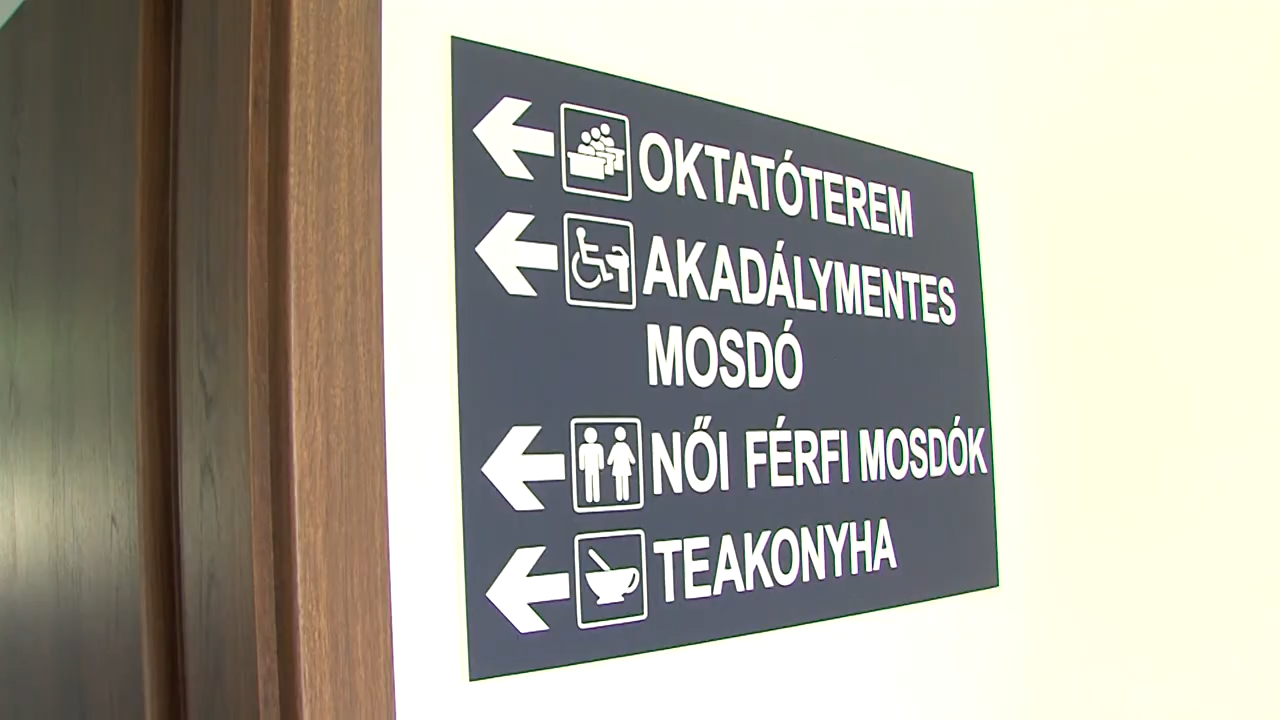 OKTATÓTEREM
AKADÁLYMENTES
MOSDÓ
NŐI FÉRFI MOSDÓK
TEAKONYHA